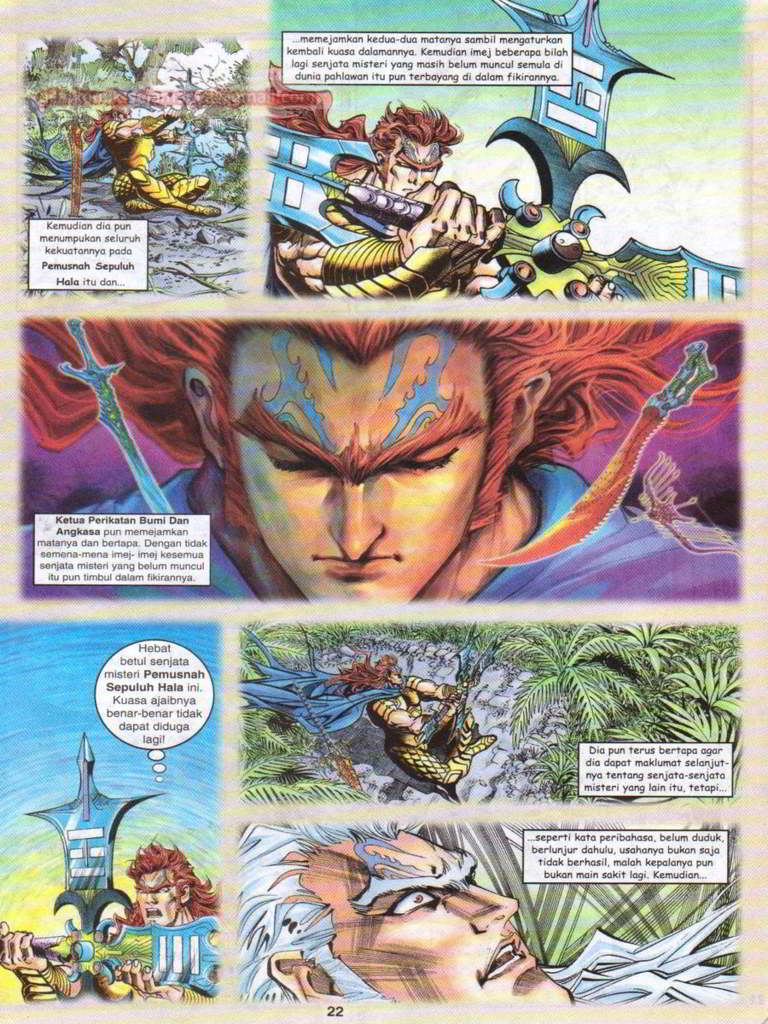 Kemudian dia pun
menumpukan seluruh
kekuatannya pada
Pemusnah Sepuluh
Hala itu dan...
...memejamkan kedua-dua matanya sambil mengaturkan
kembali kuasa dalamannya. Kemudian imej beberapa bilah
lagi senjata misteri yang masih belum muncul semula di
dunia pahlawan itu pun terbayang di dalam fikirannya.
Ketua Perikatan Bumi Dan
Angkasa pun memejamkan
matanya dan bertapa. Dengan tidak
semena-mena imej- imej kesemua
senjata misteri yang belum muncul
itu pun timbul dalam fikirannya.
Hebat
betul senjata
misteri Pemusnah
Sepuluh Hala ini.
Kuasa ajaibnya
benar-benar tidak
dapat diduga
lagi!
Dia pun terus bertapa agar
dia dapat maklumat selanjut-
nya tentang senjata-senjata
misteri yang lain itu, tetapi...
...seperti kata peribahasa, belum duduk,
berlunjur dahulu, usahanya bukan saja
tidak berhasil, malah kepalanya pun
bukan main sakit lagi. Kemudian...
22